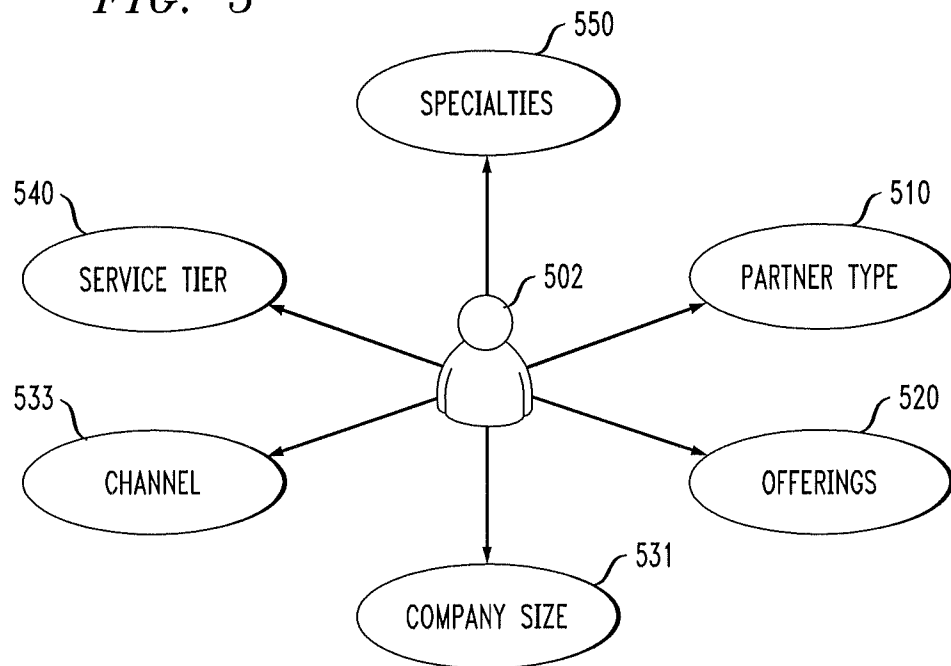 FIG. 5
550
SPECIALTIES
540
510
SERVICE TIER
PARTNER TYPE
502
533
520
CHANNEL
OFFERINGS
531
COMPANY SIZE